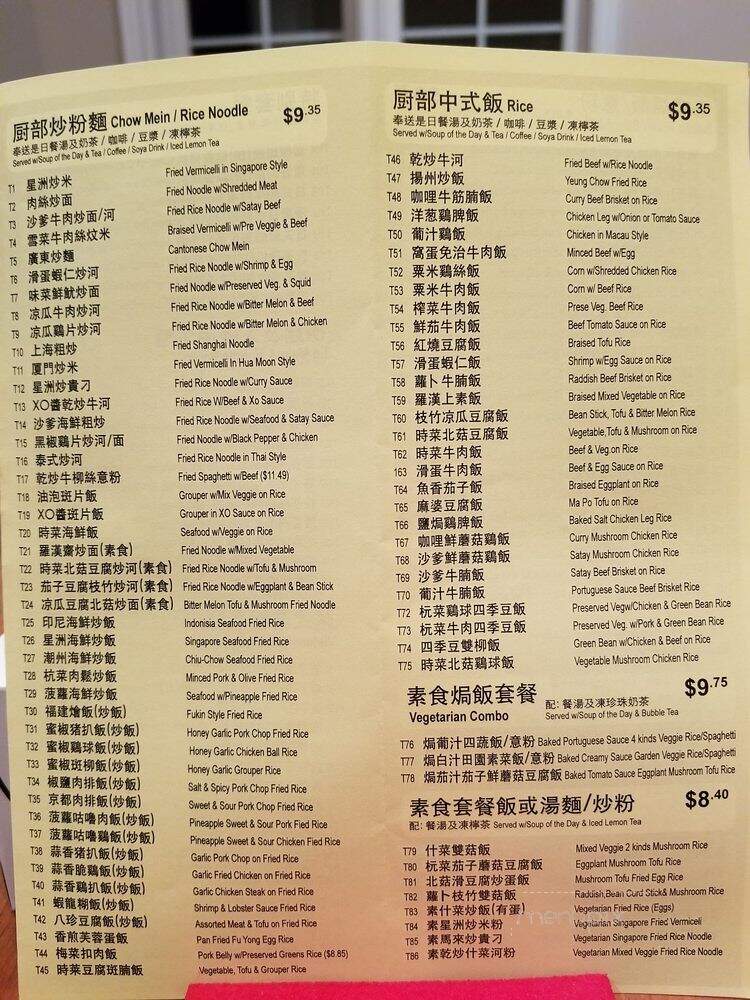 厨部炒粉麵 Chow Mein / Rice Noodle $9.35
奉送是日餐湯及奶茶 / 咖啡 / 豆漿 / 凍檸茶
Served w/Soup of the Day & Tea / Coffee / Soya Drink / Iced Lemon Tea
T1 星洲炒米 Fried Vermicelli in Singapore Style
T2 肉絲炒面 Fried Noodle w/Shredded Meat
T3 沙爹牛肉炒面/河 Fried Rice Noodle w/Satay Beef
T4 雪菜牛肉絲炆米 Braised Vermicelli w/Pre Veggie & Beef
T5 廣東炒麵 Cantonese Chow Mein
T6 滑蛋蝦仁炒河 Fried Rice Noodle w/Shrimp & Egg
T7 味菜鮮魷炒面 Fried Noodle w/Preserved Veg. & Squid
T8 凉瓜牛肉炒河 Fried Rice Noodle w/Bitter Melon & Beef
T9 凉瓜鷄片炒河 Fried Rice Noodle w/Bitter Melon & Chicken
T10 上海粗炒 Fried Shanghai Noodle
T11 厦門炒米 Fried Vermicelli In Hua Moon Style
T12 星洲炒貴刁 Fried Rice Noodle w/Curry Sauce
T13 XO醬乾炒牛河 Fried Rice W/Beef & Xo Sauce
T14 沙爹海鮮粗炒 Fried Rice Noodle w/Seafood & Satay Sauce
T15 黑椒鷄片炒河/面 Fried Noodle w/Black Pepper & Chicken
T16 泰式炒河 Fried Rice Noodle in Thai Style
T17 乾炒牛柳絲意粉 Fried Spaghetti w/Beef ($11.49)
T18 油泡斑片飯 Grouper w/Mix Veggie on Rice
T19 XO醬斑片飯 Grouper in XO Sauce on Rice
T20 時菜海鮮飯 Seafood w/Veggie on Rice
T21 羅漢齋炒面(素食) Fried Noodle w/Mixed Vegetable
T22 時菜北菇豆腐炒河(素食) Fried Rice Noodle w/Tofu & Mushroom
T23 茄子豆腐枝竹炒河(素食) Fried Rice Noodle w/Eggplant & Bean Stick
T24 凉瓜豆腐北菇炒面(素食) Bitter Melon Tofu & Mushroom Fried Noodle
T25 印尼海鮮炒飯 Indonisia Seafood Fried Rice
T26 星洲海鮮炒飯 Singapore Seafood Fried Rice
T27 潮州海鮮炒飯 Chiu-Chow Seafood Fried Rice
T28 杭菜肉鬆炒飯 Minced Pork & Olive Fried Rice
T29 菠蘿海鮮炒飯 Seafood w/Pineapple Fried Rice
T30 福建燴飯(炒飯) Fukin Style Fried Rice
T31 蜜椒猪扒飯(炒飯) Honey Garlic Pork Chop Fried Rice
T32 蜜椒鷄球飯(炒飯) Honey Garlic Chicken Ball Rice
T33 蜜椒斑柳飯(炒飯) Honey Garlic Grouper Rice
T34 椒鹽肉排飯(炒飯) Salt & Spicy Pork Chop Fried Rice
T35 京都肉排飯(炒飯) Sweet & Sour Pork Chop Fried Rice
T36 菠蘿咕嚕肉飯(炒飯) Pineapple Sweet & Sour Pork Fied Rice
T37 菠蘿咕嚕鷄飯(炒飯) Pineapple Sweet & Sour Chicken Fied Rice
T38 蒜香猪扒飯(炒飯) Garlic Pork Chop on Fried Rice
T39 蒜香脆鷄飯(炒飯) Garlic Fried Chicken on Fried Rice
T40 蒜香鷄扒飯(炒飯) Garlic Chicken Steak on Fried Rice
T41 蝦龍糊飯(炒飯) Shrimp & Lobster Sauce Fried Rice
T42 八珍豆腐飯(炒飯) Assorted Meat & Tofu on Fried Rice
T43 香煎芙蓉蛋飯 Pan Fried Fu Yong Egg Rice
T44 梅菜扣肉飯 Pork Belly w/Preserved Greens Rice ($8.85)
T45 時菜豆腐斑腩飯 Vegetable, Tofu & Grouper Rice
厨部中式飯 Rice $9.35
奉送是日餐湯及奶茶 / 咖啡 / 豆漿 / 凍檸茶
Served w/Soup of the Day & Tea / Coffee / Soya Drink / Iced Lemon Tea
T46 乾炒牛河 Fried Beef w/Rice Noodle
T47 揚州炒飯 Yeung Chow Fried Rice
T48 咖哩牛筋腩飯 Curry Beef Brisket on Rice
T49 洋葱鷄脾飯 Chicken Leg w/Onion or Tomato Sauce
T50 葡汁鷄飯 Chicken in Macau Style
T51 窩蛋免治牛肉飯 Minced Beef w/Egg
T52 粟米鷄絲飯 Corn w/Shredded Chicken Rice
T53 粟米牛肉飯 Corn w/ Beef Rice
T54 榨菜牛肉飯 Prese Veg. Beef Rice
T55 鮮茄牛肉飯 Beef Tomato Sauce on Rice
T56 紅燒豆腐飯 Braised Tofu Rice
T57 滑蛋蝦仁飯 Shrimp w/Egg Sauce on Rice
T58 蘿卜牛腩飯 Raddish Beef Brisket on Rice
T59 羅漢上素飯 Braised Mixed Vegetable on Rice
T60 枝竹凉瓜豆腐飯 Bean Stick, Tofu & Bitter Melon Rice
T61 時菜北菇豆腐飯 Vegetable,Tofu & Mushroom on Rice
T62 時菜牛肉飯 Beef & Veg.on Rice
163 滑蛋牛肉飯 Beef & Egg Sauce on Rice
T64 魚香茄子飯 Braised Eggplant on Rice
T65 麻婆豆腐飯 Ma Po Tofu on Rice
T66 鹽焗鷄脾飯 Baked Salt Chicken Leg Rice
T67 咖哩鮮蘑菇鷄飯 Curry Mushroom Chicken Rice
T68 沙爹鮮蘑菇鷄飯 Satay Mushroom Chicken Rice
T69 沙爹牛腩飯 Satay Beef Brisket on Rice
T70 葡汁牛腩飯 Portuguese Sauce Beef Brisket Rice
T72 杬菜鷄球四季豆飯 Preserved Vegw/Chicken & Green Bean Rice
T73 杬菜牛肉四季豆飯 Preserved Veg. w/Pork & Green Bean Rice
T74 四季豆雙柳飯 Green Bean w/Chicken & Beef on Rice
T75 時菜北菇鷄球飯 Vegetable Mushroom Chicken Rice
素食焗飯套餐 配: 餐湯及凍珍珠奶茶 $9.75
Vegetarian Combo Served w/Soup of the Day & Bubble Tea
T76 焗葡汁四蔬飯/意粉 Baked Portuguese Sauce 4 kinds Veggie Rice/Spaghetti
T77 焗白汁田園素菜飯/意粉 Baked Creamy Sauce Garden Veggie Rice/Spaghetti
T78 焗茄汁茄子鮮蘑菇豆腐飯 Baked Tomato Sauce Eggplant Mushroom Tofu Rice
素食套餐飯或湯麵/炒粉 $8.40
配: 餐湯及凍檸茶 Served w/Soup of the Day & Iced Lemon Tea
T79 什菜雙菇飯 Mixed Veggie 2 kinds Mushroom Rice
T80 杬菜茄子蘑菇豆腐飯 Eggplant Mushroom Tofu Rice
T81 北菇滑豆腐炒蛋飯 Mushroom Tofu Fried Egg Rice
T82 蘿卜枝竹雙菇飯 Raddish,Bean Curd Stick& Mushroom Rice
T83 素什菜炒飯(有蛋) Vegetarian Fried Rice (Eggs)
T84 素星洲炒米粉 Vegetarian Singapore Fried Vermicelli
T85 素馬來炒貴刁 Vegetarian Singapore Fried Rice Noodle
T86 素乾炒什菜河粉 Vegetarian Mixed Veggie Fried Rice Noodle